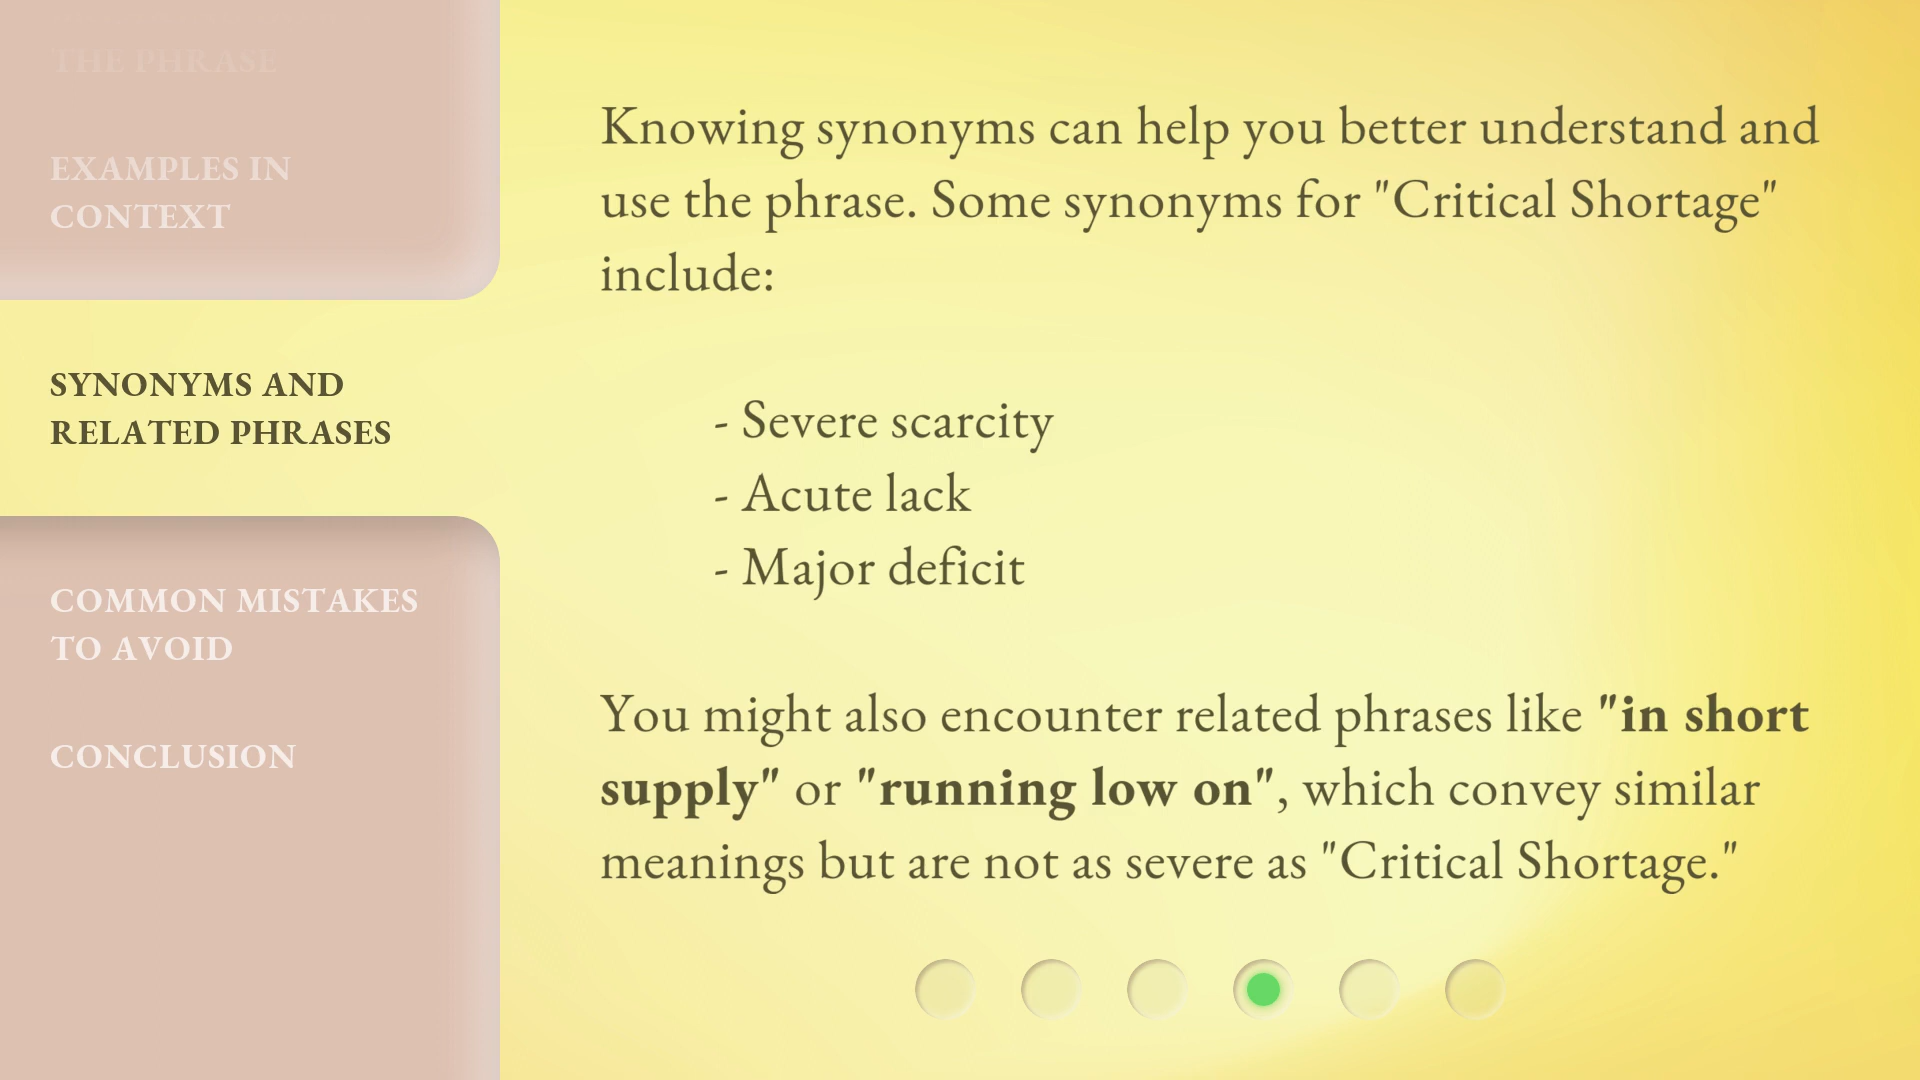 THE PHRASE
EXAMPLES IN
CONTEXT
SYNONYMS AND
RELATED PHRASES
COMMON MISTAKES
TO AVOID
CONCLUSION
Knowing synonyms can help you better understand and
use the phrase. Some synonyms for "Critical Shortage"
include:
- Severe scarcity
- Acute lack
- Major deficit
You might also encounter related phrases like "in short
supply" or "running low on", which convey similar
meanings but are not as severe as "Critical Shortage."